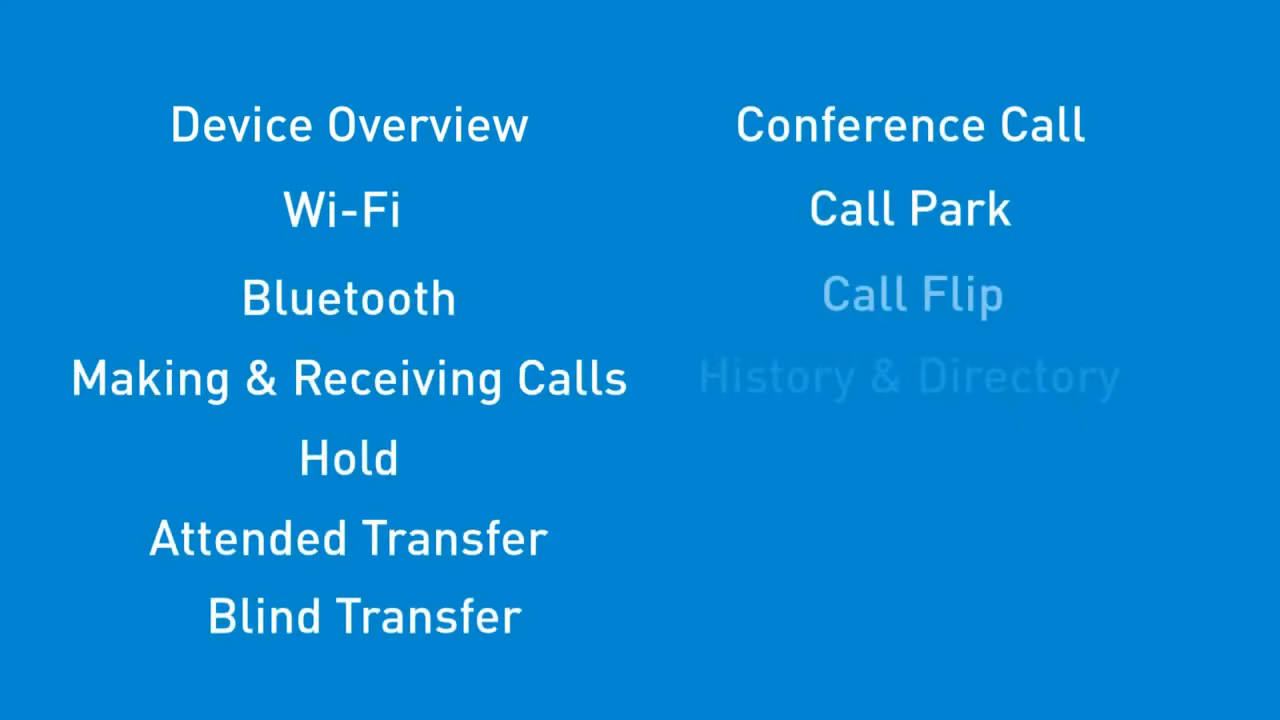 Device Overview
Wi-Fi
Bluetooth
Making & Receiving Calls
Hold
Attended Transfer
Blind Transfer
Conference Call
Call Park
Call Flip
History & Directory